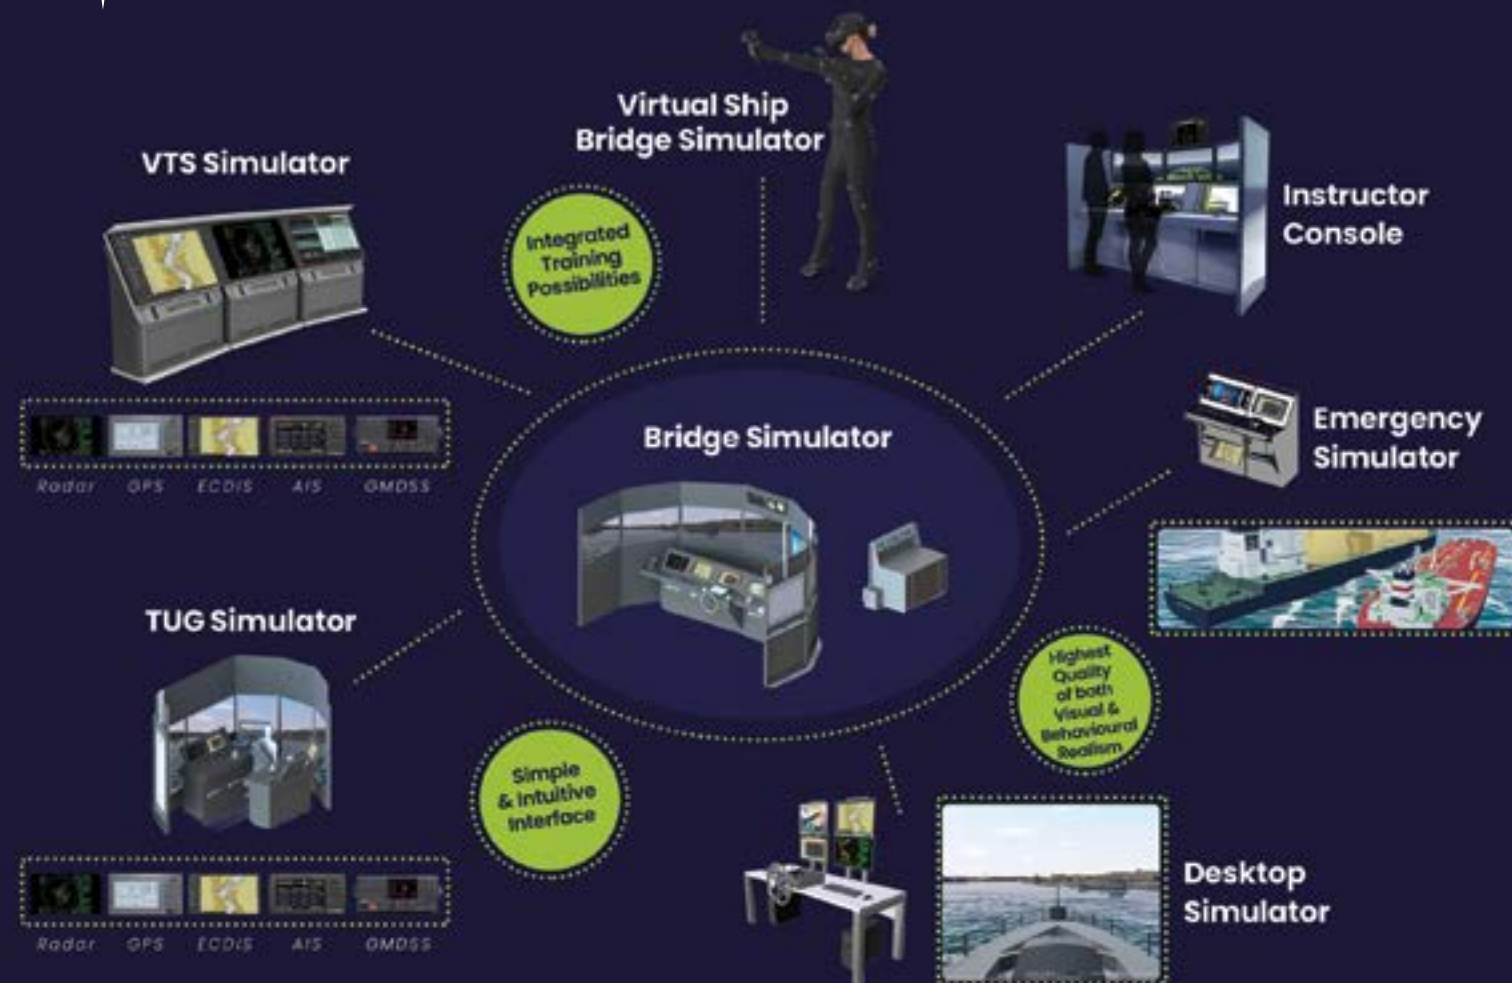 Virtual Ship
Bridge Simulator
VTS Simulator
Integrated
Training
Possibilities
Instructor
Console
Radar GPS ECDIS AIS GMDSS
Bridge Simulator
Emergency
Simulator
TUG Simulator
Highest
Quality
of both
Visual &
Behavioural
Realism
Simple
& Intuitive
Interface
Radar GPS ECDIS AIS GMDSS
Desktop
Simulator